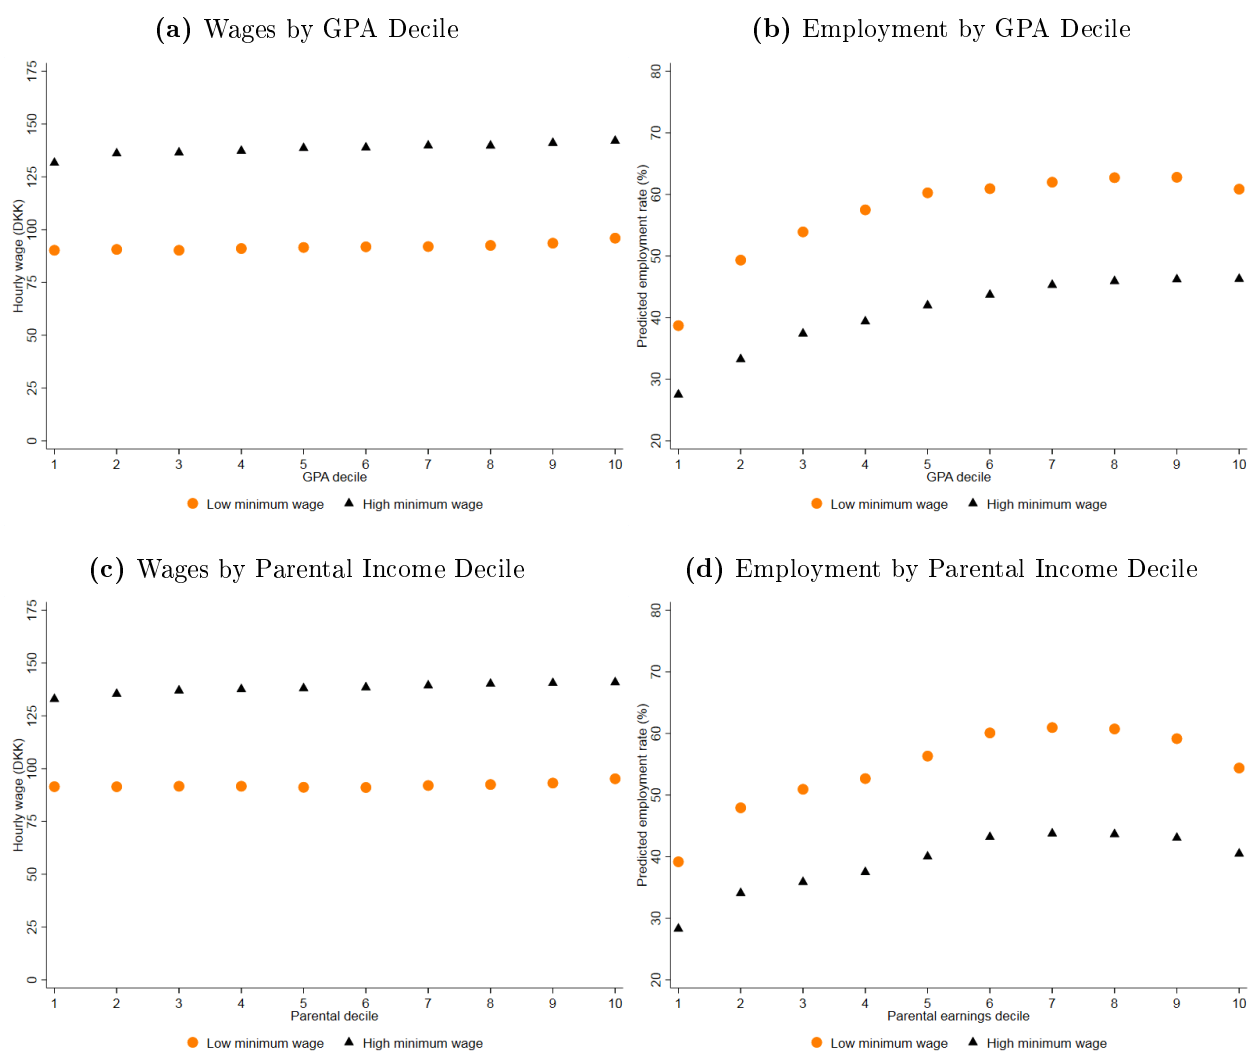 (a) Wages by GPA Decile
Hourly wage (DKK)
175
150
125
100
75
50
25
0
1 2 3 4 5 6 7 8 9 10
GPA decile
Low minimum wage High minimum wage
(b) Employment by GPA Decile
Predicted employment rate (%)
80
70
60
50
40
30
20
1 2 3 4 5 6 7 8 9 10
GPA decile
Low minimum wage High minimum wage
(c) Wages by Parental Income Decile
Hourly wage (DKK)
175
150
125
100
75
50
25
0
1 2 3 4 5 6 7 8 9 10
Parental decile
Low minimum wage High minimum wage
(d) Employment by Parental Income Decile
Predicted employment rate (%)
80
70
60
50
40
30
20
1 2 3 4 5 6 7 8 9 10
Parental earnings decile
Low minimum wage High minimum wage